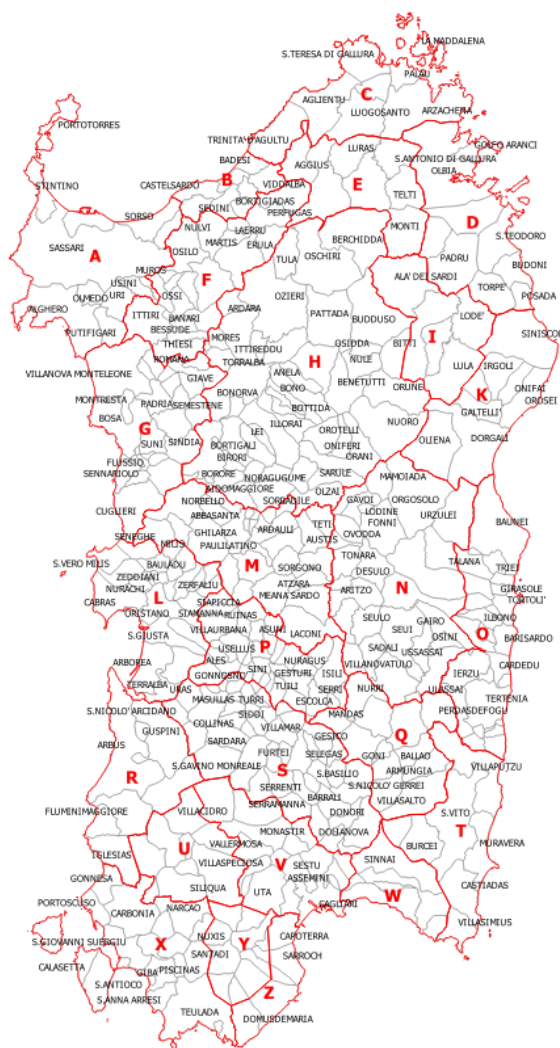 LA MADDALENA
S.TERESA DI GALLURA
PALAU
C
AGLIENTU
LUOGOSANTO
ARZACHENA
PORTOTORRES
TRINITA' D'AGULTU
LURAS
GOLFO ARANCI
BADESI
AGGIUS
S.ANTONIO DI GALLURA
OLBIA
STINTINO
CASTELSARDO
B
VIDDALBA
E
TELTI
SEDINI
BORTIGIADAS
PERFUGAS
SORSO
NULVI
LAERRU
MONTI
D
MARTIS
ERULA
BERCHIDDA
S.TEODORO
SASSARI
A
OSILO
TULA
OSCHIRI
PADRU
BUDONI
MUROS
F
ALA' DEI SARDI
USINI
URI
OSSI
OZIERI
TORPE'
POSADA
OLMEDO
ALGHERO
ITTIRI
BANARI
ARDARA
PATTADA
BUDDUSO
LODE'
PUTIFIGARI
BESSUDE
THIESI
MORES
I
SINISCOL
ITTIREDDU
OSIDDA
BITTI
ROMANA
TORRALBA
H
NULE
LULA
IRGOLI
VILLANOVA MONTELEONE
GIAVE
ANELA
BONO
BENETUTTI
ORUNE
K
ONIFAI
MONTRESTA
PADRIA
SEMESTENE
BONORVA
BOTTIDA
GALTELLI'
OROSEI
BOSA
ILLORAI
NUORO
G
LEI
OROTELLI
SUNI
SINDIA
BORTIGALI
ONIFERI
OLIENA
DORGALI
FLUSSIO
BIRORI
ORANI
SENNARIOLO
BORORE
NORAGUGUME
SARULE
MAMOIADA
AIDOMAGGIORE
OLZAI
CUGLIERI
NORBELLO
SORRADILE
GAVOI
ORGOSOLO
ABBASANTA
TETI
LODINE
FONNI
URZULEI
BAUNEI
SENEGHE
MILIS
GHILARZA
ARDAULI
AUSTIS
OVODDA
PAULILATINO
TONARA
S.VERO MILIS
BAULADU
M
SORGONO
DESULO
TALANA
TRIEI
ZEDDIANI
ZERFALIU
ATZARA
ARITZO
N
GIRASOLE
NURACHI
L
MEANA SARDO
TORTOLI'
CABRAS
ORISTANO
SIAMANNA
SIAPICCIA
RUINAS
SEULO
GAIRO
ILBONO
S.GIUSTA
VILLAURBANA
ASUNI
SEUI
OSINI
O
BARISARDO
P
LACONI
SADALI
USSASSAI
ARBOREA
ALES
USELLUS
NURAGUS
VILLANOVATULO
CARDEDU
TERRALBA
GONNOSNO'
SINI
GESTURI
ISILI
IERZU
URAS
TUILI
SERRI
NURRI
ULASSAI
MASULLAS
TURRI
ESCOLCA
TERTENIA
S.NICOLO' ARCIDANO
SIDDI
MANDAS
PERDASDEFOGU
GUSPINI
COLLINAS
VILLAMAR
Q
ARBUS
SARDARA
GESICO
BALLAO
FURTEI
SELEGAS
GONI
VILLAPUTZU
R
S.GAVINO MONREALE
S
S.BASILIO
ARMUNGIA
SERRENTI
S.NICOLO' GERREI
FLUMINIMAGGIORE
SERRAMANNA
BARRALI
VILLASALTO
VILLACIDRO
DONORI
S.VITO
MONASTIR
DOLIANOVA
T
U
VALLERMOSA
BURCEI
MURAVERA
IGLESIAS
VILLASPECIOSA
V
SESTU
SINNAI
GONNESA
ASSEMINI
SILIQUA
UTA
CASTIADAS
PORTOSCUSO
CAGLIARI
W
CARBONIA
NARCAO
VILLASIMIUS
NUXIS
CAPOTERRA
S.GIOVANNI SUERGIU
X
Y
SANTADI
SARROCH
CALASETTA
GIBA
PISCINAS
S.ANTIOCO
Z
S.ANNA ARRESI
TEULADA
DOMUSDEMARIA